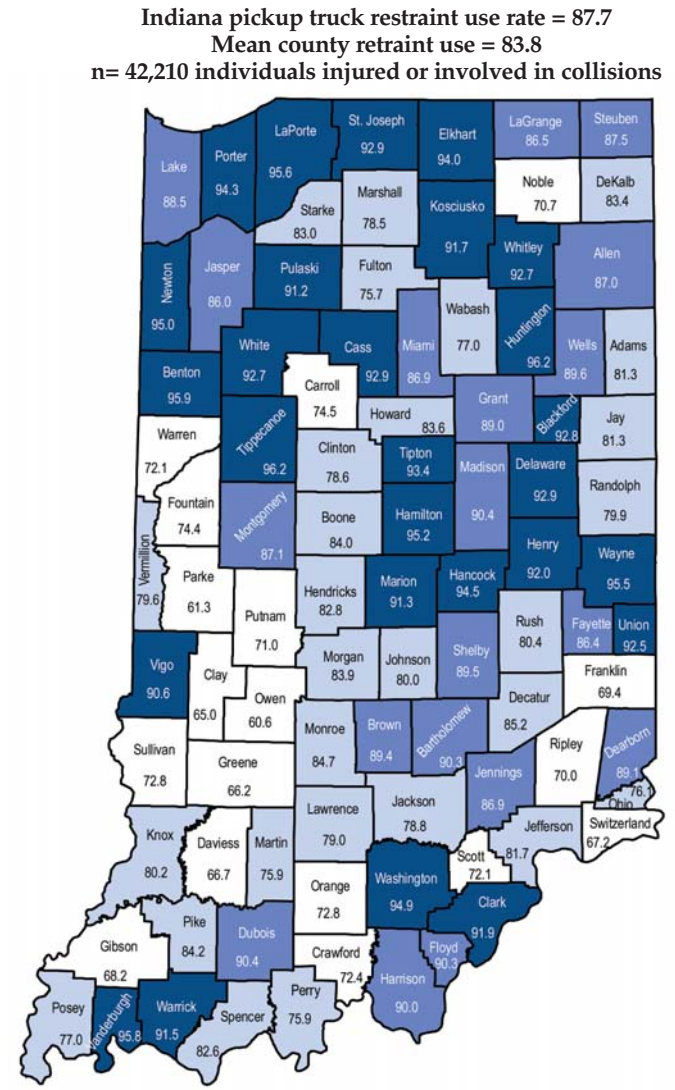 Indiana pickup truck restraint use rate = 87.7
Mean county retraint use = 83.8
n= 42,210 individuals injured or involved in collisions
LaPorte
95.6
St. Joseph
92.9
Elkhart
94.0
LaGrange
86.5
Steuben
87.5
Lake
88.5
Porter
94.3
Noble
70.7
DeKalb
83.4
Starke
83.0
Marshall
78.5
Kosciusko
91.7
Whitley
92.7
Allen
87.0
Newton
95.0
Jasper
86.0
Pulaski
91.2
Fulton
75.7
Wabash
77.0
Huntington
96.2
Wells
89.6
Adams
81.3
Benton
95.9
White
92.7
Cass
92.9
Miami
86.9
Carroll
74.5
Grant
89.0
Blackford
92.8
Jay
81.3
Howard
83.6
Warren
72.1
Tippecanoe
96.2
Clinton
78.6
Tipton
93.4
Madison
90.4
Delaware
92.9
Randolph
79.9
Fountain
74.4
Montgomery
87.1
Boone
84.0
Hamilton
95.2
Henry
92.0
Wayne
95.5
Vermillion
79.6
Parke
61.3
Putnam
71.0
Hendricks
82.8
Marion
91.3
Hancock
94.5
Rush
80.4
Fayette
86.4
Union
92.5
Vigo
90.6
Clay
65.0
Owen
60.6
Morgan
83.9
Johnson
80.0
Shelby
89.5
Decatur
85.2
Franklin
69.4
Sullivan
72.8
Greene
66.2
Monroe
84.7
Brown
89.4
Bartholomew
90.3
Jennings
86.9
Ripley
70.0
Dearborn
89.1
76.1
Ohio
Knox
80.2
Daviess
66.7
Martin
75.9
Lawrence
79.0
Jackson
78.8
Jefferson
81.7
Switzerland
67.2
Scott
72.1
Orange
72.8
Washington
94.9
Clark
91.9
Gibson
68.2
Pike
84.2
Dubois
90.4
Crawford
72.4
Floyd
90.3
Harrison
90.0
Posey
77.0
Vanderburgh
95.8
Warrick
91.5
Spencer
82.6
Perry
75.9